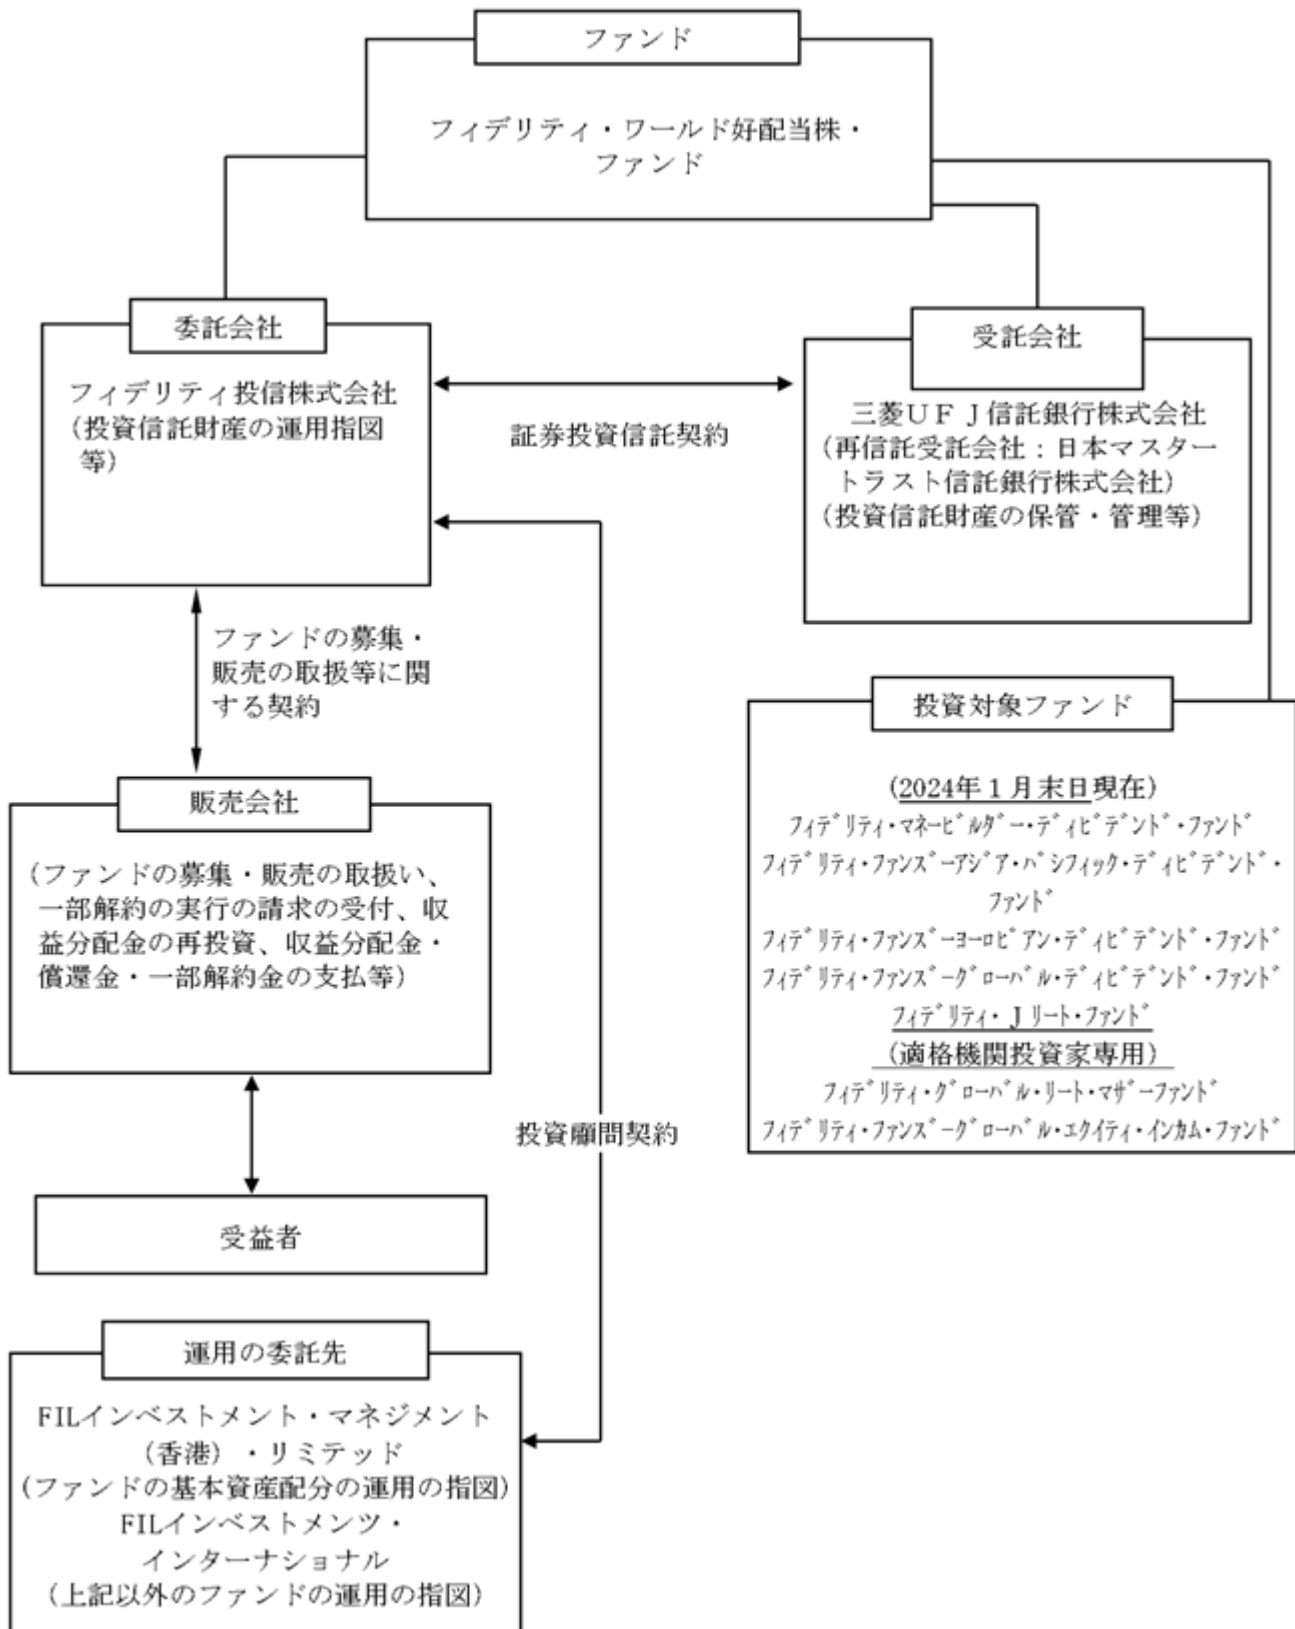 ファンド
フィデリティ・ワールド好配当株・
ファンド
委託会社
フィデリティ投信株式会社
(投資信託財産の運用指図
等)
証券投資信託契約
受託会社
三菱UFJ信託銀行株式会社
(再信託受託会社：日本マスター
トラスト信託銀行株式会社)
(投資信託財産の保管・管理等)
ファンドの募集・
販売の取扱等に関
する契約
販売会社
(ファンドの募集・販売の取扱い、
一部解約の実行の請求の受付、収
益分配金の再投資、収益分配金・
償還金・一部解約金の支払等)
投資対象ファンド
(2024年1月末日現在)
ﾌｨﾃﾞﾘﾃｨ・ﾏﾈｰﾋﾞﾙﾀﾞｰ・ﾃﾞｨﾋﾞﾃﾞﾝﾄﾞ・ﾌｧﾝﾄﾞ
ﾌｨﾃﾞﾘﾃｨ・ﾌｧﾝｽﾞｰｱｼﾞｱ・ﾊﾟｼﾌｨｯｸ・ﾃﾞｨﾋﾞﾃﾞﾝﾄﾞ・
ﾌｧﾝﾄﾞ
ﾌｨﾃﾞﾘﾃｨ・ﾌｧﾝｽﾞｰﾖｰﾛﾋﾟｱﾝ・ﾃﾞｨﾋﾞﾃﾞﾝﾄﾞ・ﾌｧﾝﾄﾞ
ﾌｨﾃﾞﾘﾃｨ・ﾌｧﾝｽﾞｰｸﾞﾛｰﾊﾞﾙ・ﾃﾞｨﾋﾞﾃﾞﾝﾄﾞ・ﾌｧﾝﾄﾞ
ﾌｨﾃﾞﾘﾃｨ・Jﾘｰﾄ・ﾌｧﾝﾄﾞ
(適格機関投資家専用)
ﾌｨﾃﾞﾘﾃｨ・ｸﾞﾛｰﾊﾞﾙ・ﾘｰﾄ・ﾏｻﾞｰﾌｧﾝﾄﾞ
ﾌｨﾃﾞﾘﾃｨ・ﾌｧﾝｽﾞｰｸﾞﾛｰﾊﾞﾙ・ｴｸｲﾃｨ・ｲﾝｶﾑ・ﾌｧﾝﾄﾞ
投資顧問契約
受益者
運用の委託先
FILインベストメント・マネジメント
(香港)・リミテッド
(ファンドの基本資産配分の運用の指図)
FILインベストメンツ・
インターナショナル
(上記以外のファンドの運用の指図)